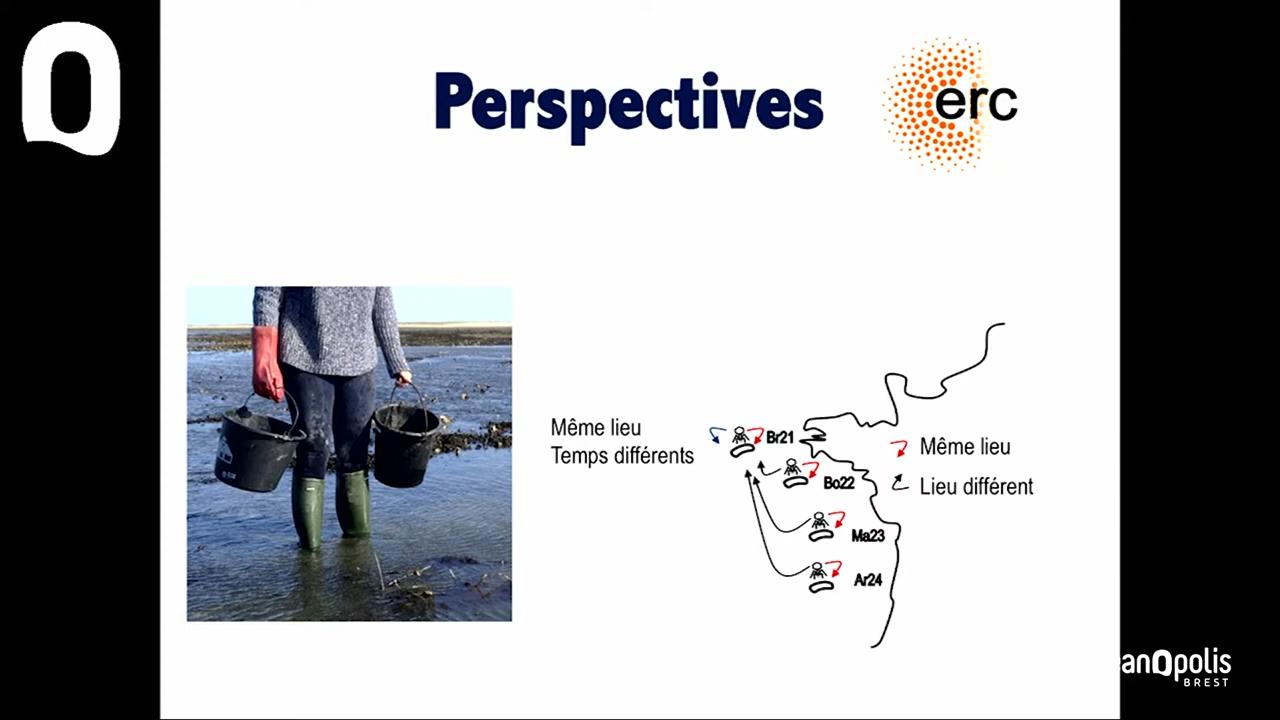 Perspectives
erc
Même lieu
Temps différents
Br21
Bo22
Ma23
Ar24
Même lieu
Lieu différent
anOpolis
BREST